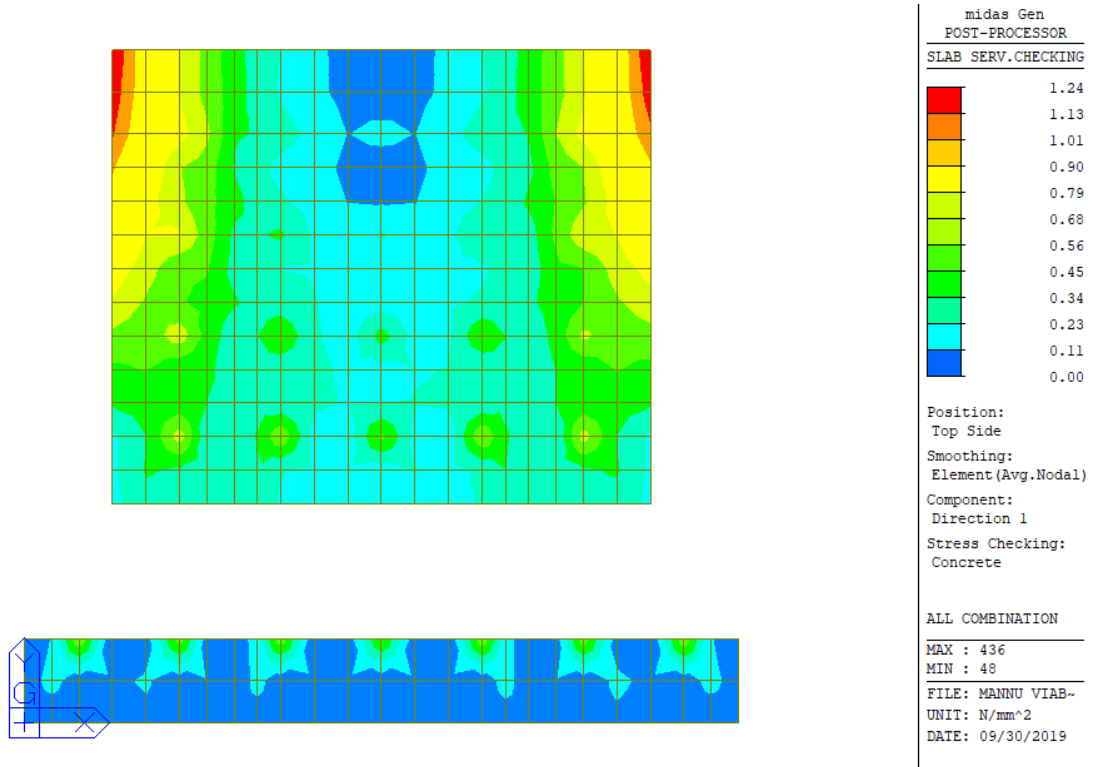 midas Gen
POST-PROCESSOR
SLAB SERV.CHECKING
1.24
1.13
1.01
0.90
0.79
0.68
0.56
0.45
0.34
0.23
0.11
0.00
Position:
Top Side
Smoothing:
Element(Avg.Nodal)
Component:
Direction 1
Stress Checking:
Concrete
ALL COMBINATION
MAX : 436
MIN : 48
FILE: MANNU VIAB~
UNIT: N/mm^2
DATE: 09/30/2019
Y
G
X